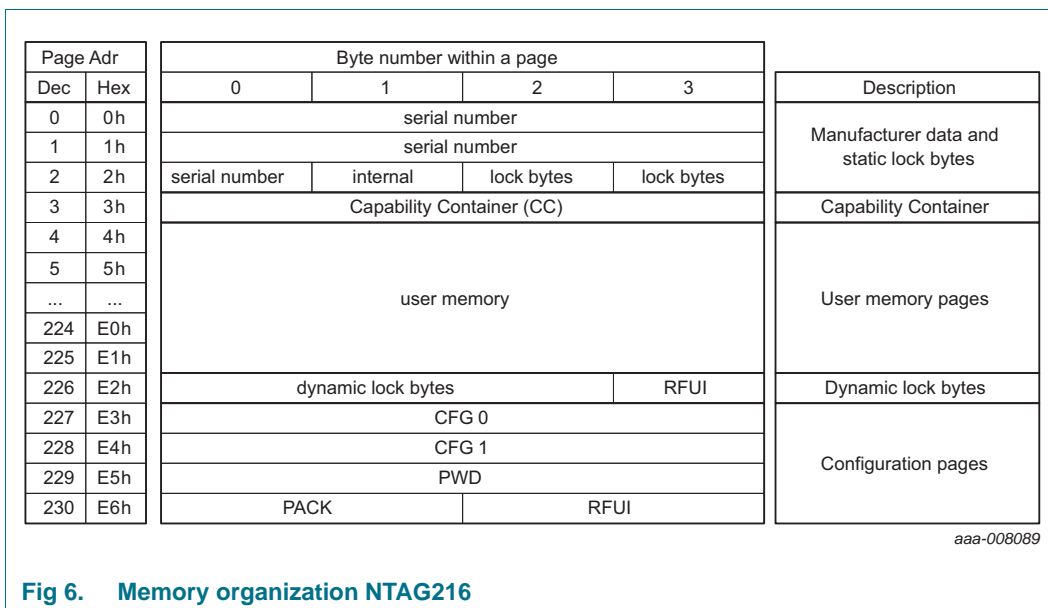 Page Adr Byte number within a page
Dec Hex 0 1 2 3 Description
0 0h serial number
Manufacturer data and
static lock bytes
1 1h serial number
2 2h serial number internal lock bytes lock bytes
3 3h Capability Container (CC) Capability Container
4 4h
5 5h
... ... user memory User memory pages
224 E0h
225 E1h
226 E2h dynamic lock bytes RFUI Dynamic lock bytes
227 E3h CFG 0
228 E4h CFG 1
Configuration pages
229 E5h PWD
230 E6h PACK RFUI
aaa-008089
Fig 6. Memory organization NTAG216